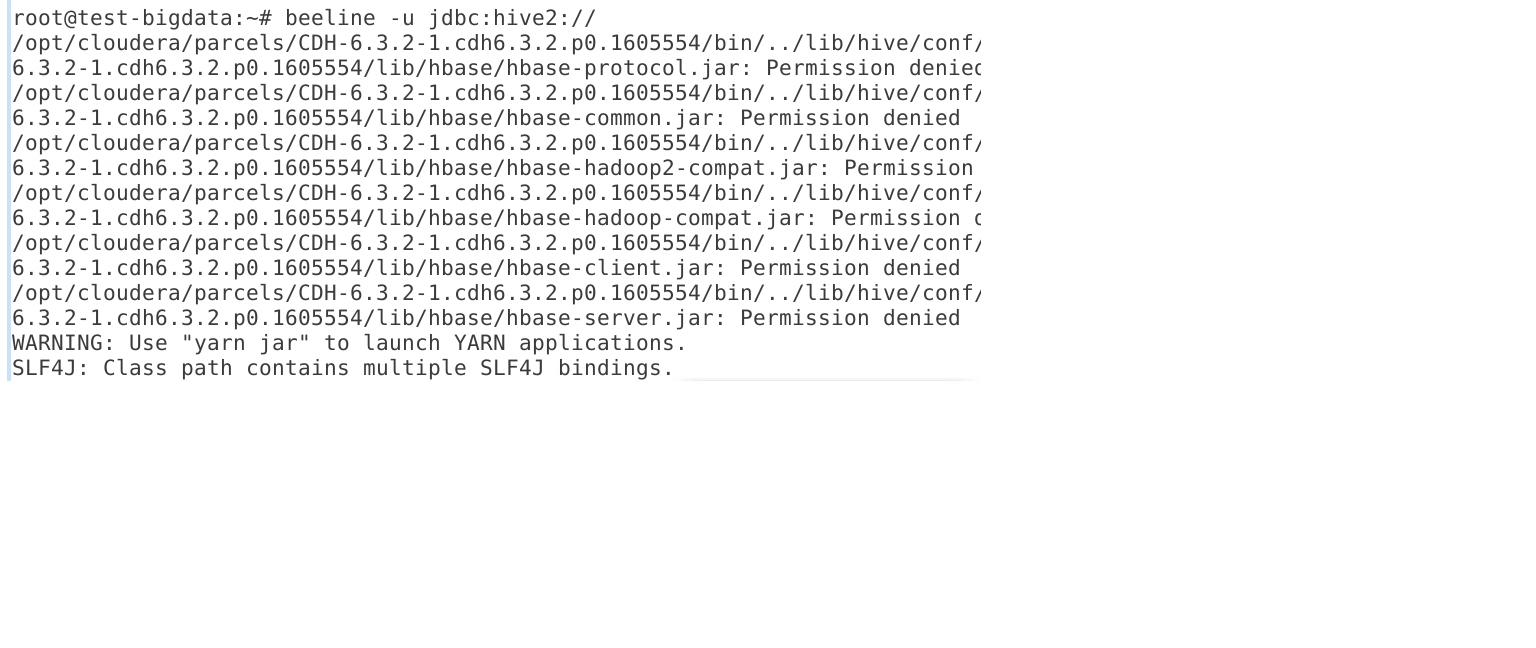 root@test-bigdata:~# beeline -u jdbc:hive2://
/opt/cloudera/parcels/CDH-6.3.2-1.cdh6.3.2.p0.1605554/bin/../lib/hive/conf/
6.3.2-1.cdh6.3.2.p0.1605554/lib/hbase/hbase-protocol.jar: Permission denied
/opt/cloudera/parcels/CDH-6.3.2-1.cdh6.3.2.p0.1605554/bin/../lib/hive/conf/
6.3.2-1.cdh6.3.2.p0.1605554/lib/hbase/hbase-common.jar: Permission denied
/opt/cloudera/parcels/CDH-6.3.2-1.cdh6.3.2.p0.1605554/bin/../lib/hive/conf/
6.3.2-1.cdh6.3.2.p0.1605554/lib/hbase/hbase-hadoop2-compat.jar: Permission
/opt/cloudera/parcels/CDH-6.3.2-1.cdh6.3.2.p0.1605554/bin/../lib/hive/conf/
6.3.2-1.cdh6.3.2.p0.1605554/lib/hbase/hbase-hadoop-compat.jar: Permission
/opt/cloudera/parcels/CDH-6.3.2-1.cdh6.3.2.p0.1605554/bin/../lib/hive/conf/
6.3.2-1.cdh6.3.2.p0.1605554/lib/hbase/hbase-client.jar: Permission denied
/opt/cloudera/parcels/CDH-6.3.2-1.cdh6.3.2.p0.1605554/bin/../lib/hive/conf/
6.3.2-1.cdh6.3.2.p0.1605554/lib/hbase/hbase-server.jar: Permission denied
WARNING: Use "yarn jar" to launch YARN applications.
SLF4J: Class path contains multiple SLF4J bindings.